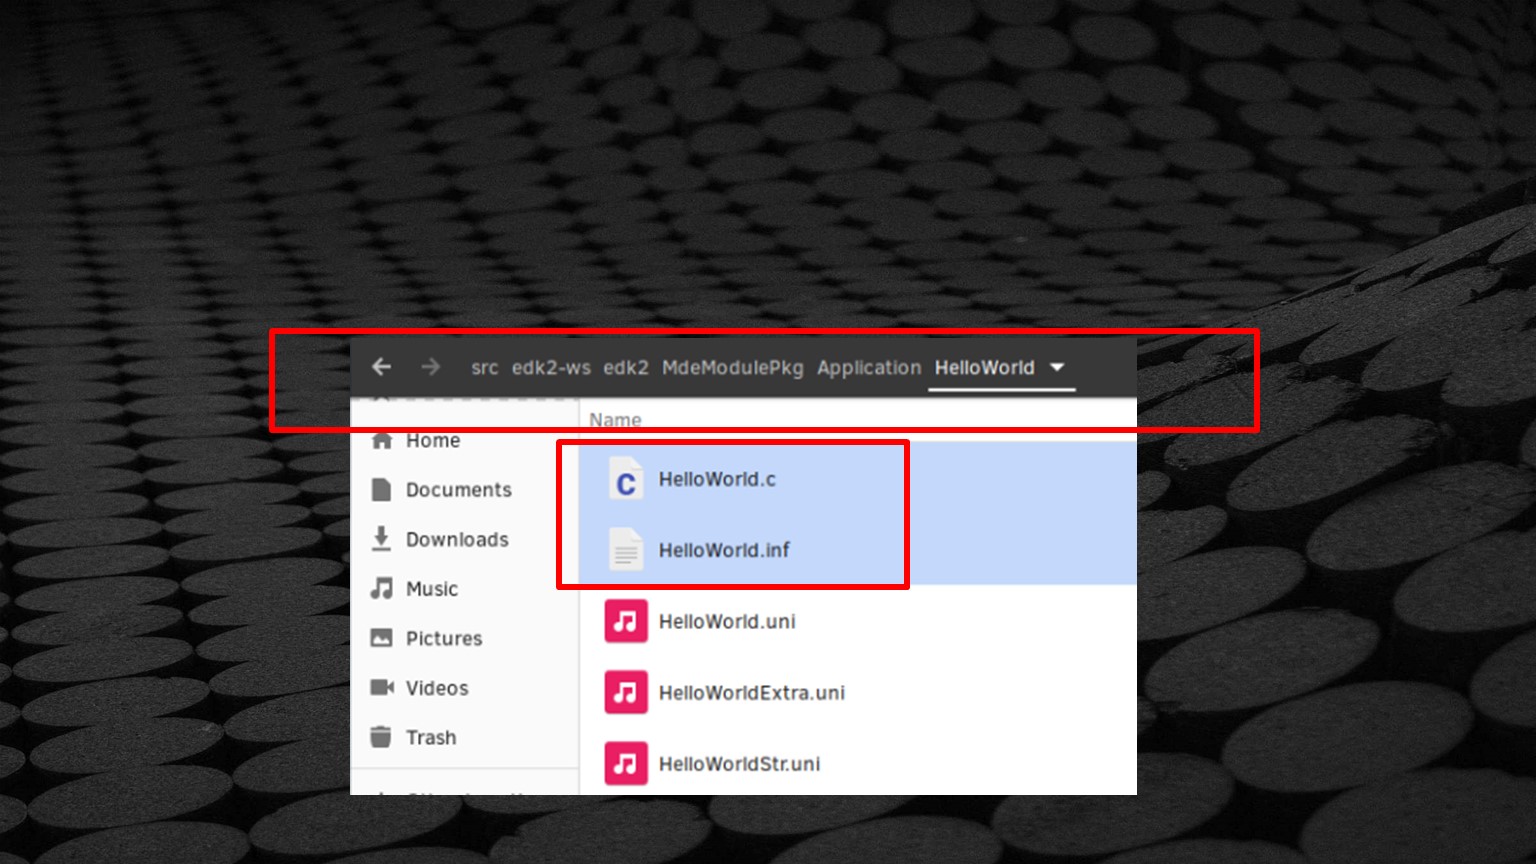 src edk2-ws edk2 MdeModulePkg Application HelloWorld
Name
Home
HelloWorld.c
Documents
Downloads
HelloWorld.inf
Music
HelloWorld.uni
Pictures
Videos
HelloWorldExtra.uni
Trash
HelloWorldStr.uni